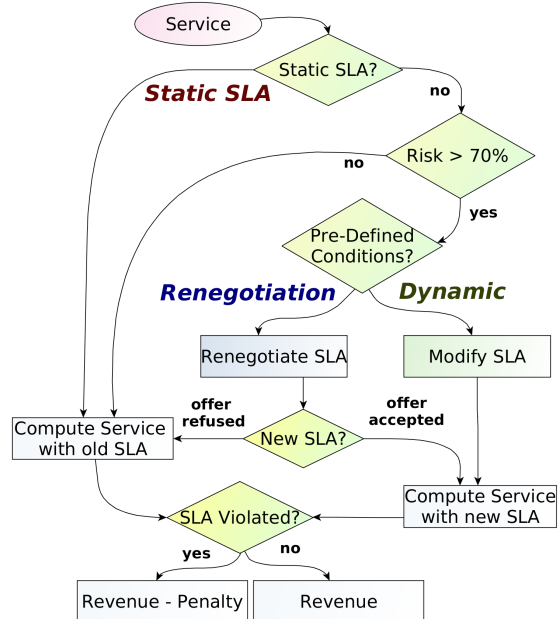 Service
Static SLA?
Static SLA
no
Risk > 70%
no
yes
Pre-Defined
Conditions?
Renegotiation
Dynamic
Renegotiate SLA
Modify SLA
offer
refused
offer
accepted
Compute Service
with old SLA
New SLA?
Compute Service
with new SLA
SLA Violated?
yes
no
Revenue - Penalty
Revenue